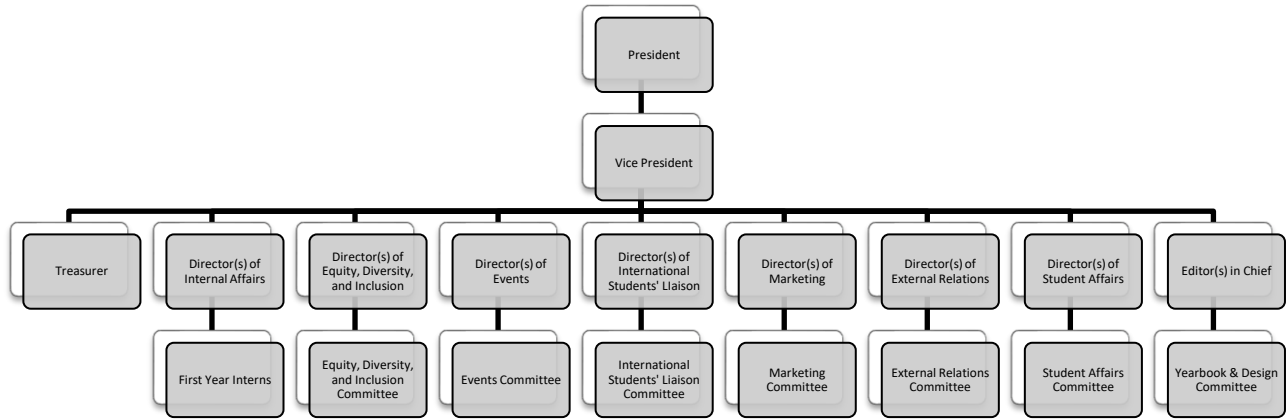 President
Vice President
Treasurer
Director(s) of
Internal Affairs
Director(s) of
Equity, Diversity,
and Inclusion
Director(s) of
Events
Director(s) of
International
Students' LIaison
Director(s) of
Marketing
Director(s) of
External Relations
Director(s) of
Student Affairs
Editor(s) in Chief
First Year Interns
Equity, Diversity,
and Inclusion
Committee
Events Committee
International
Students' Liaison
Committee
Marketing
Committee
External Relations
Committee
Student Affairs
Committee
Yearbook & Design
Committee